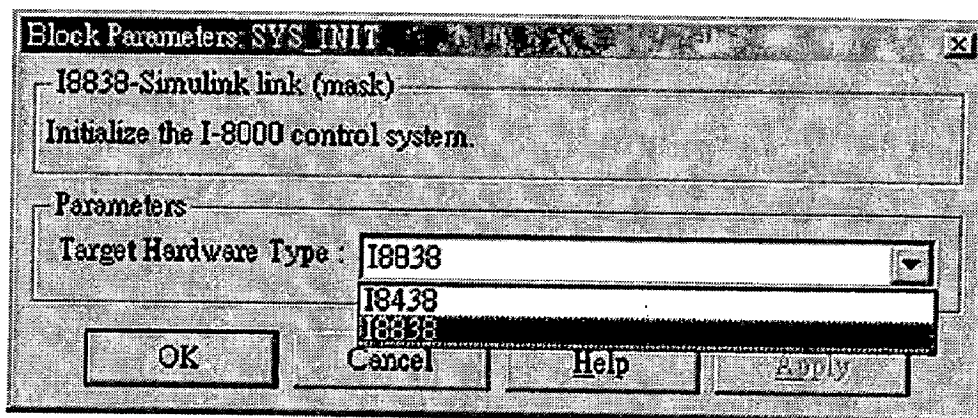 Block Parameters: SYS_INIT
I8838-Simulink link (mask)
Initialize the I-8000 control system.
Parameters
Target Hardware Type : I8838
I8438
I8838
OK Cancel Help Apply